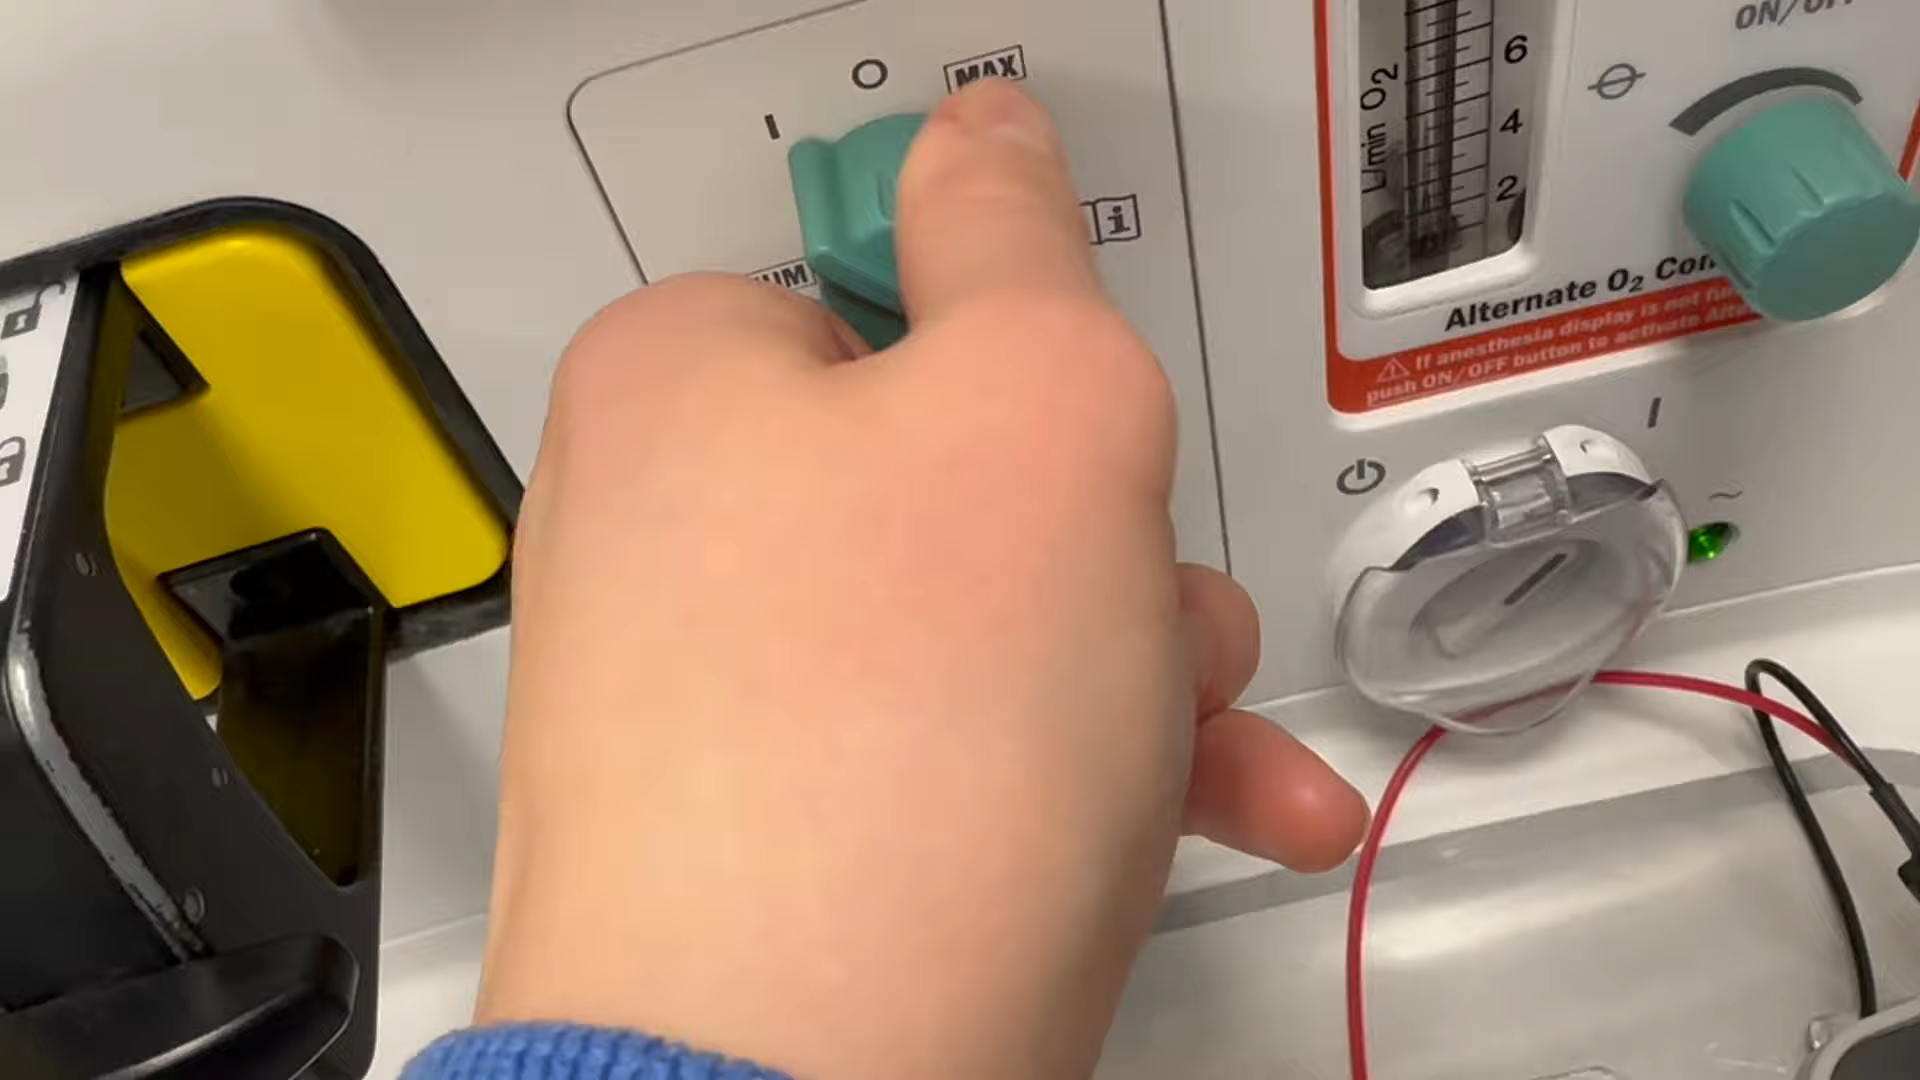 ON/OFF
MAX
O
I
6
4
2
L/min O2
i
Alternate O2
If anesthesia display is not
push ON/OFF button to activate
I
~